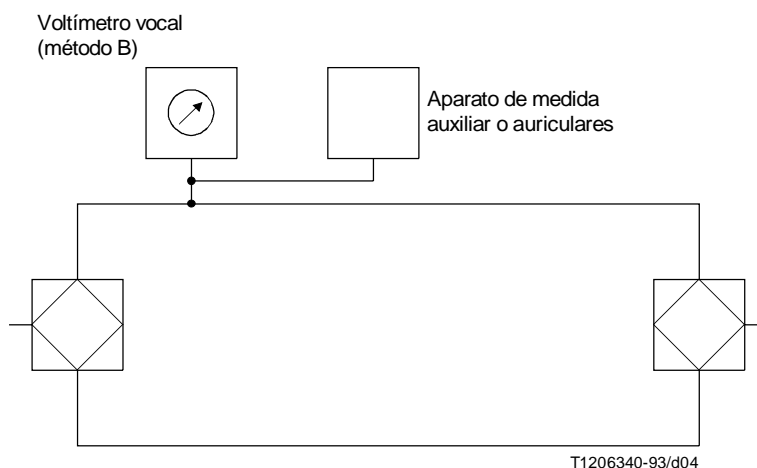 Voltímetro vocal
(método B)
Aparato de medida
auxiliar o auriculares
T1206340-93/d04